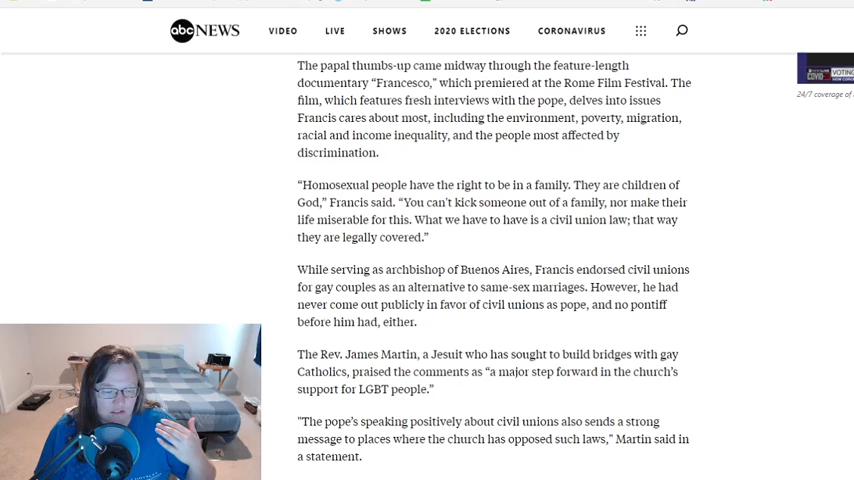 abc NEWS VIDEO LIVE SHOWS 2020 ELECTIONS CORONAVIRUS
The papal thumbs-up came midway through the feature-length
documentary “Francesco,” which premiered at the Rome Film Festival. The
film, which features fresh interviews with the pope, delves into issues
Francis cares about most, including the environment, poverty, migration,
racial and income inequality, and the people most affected by
discrimination.
“Homosexual people have the right to be in a family. They are children of
God,” Francis said. “You can't kick someone out of a family, nor make their
life miserable for this. What we have to have is a civil union law; that way
they are legally covered.”
While serving as archbishop of Buenos Aires, Francis endorsed civil unions
for gay couples as an alternative to same-sex marriages. However, he had
never come out publicly in favor of civil unions as pope, and no pontiff
before him had, either.
The Rev. James Martin, a Jesuit who has sought to build bridges with gay
Catholics, praised the comments as “a major step forward in the church’s
support for LGBT people.”
"The pope’s speaking positively about civil unions also sends a strong
message to places where the church has opposed such laws," Martin said in
a statement.
VOTING
24/7 coverage of